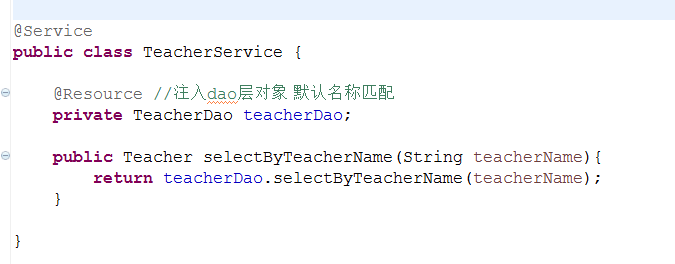 @Service
public class TeacherService {
@Resource //注入dao层对象 默认名称匹配
private TeacherDao teacherDao;
public Teacher selectByTeacherName(String teacherName){
return teacherDao.selectByTeacherName(teacherName);
}
}